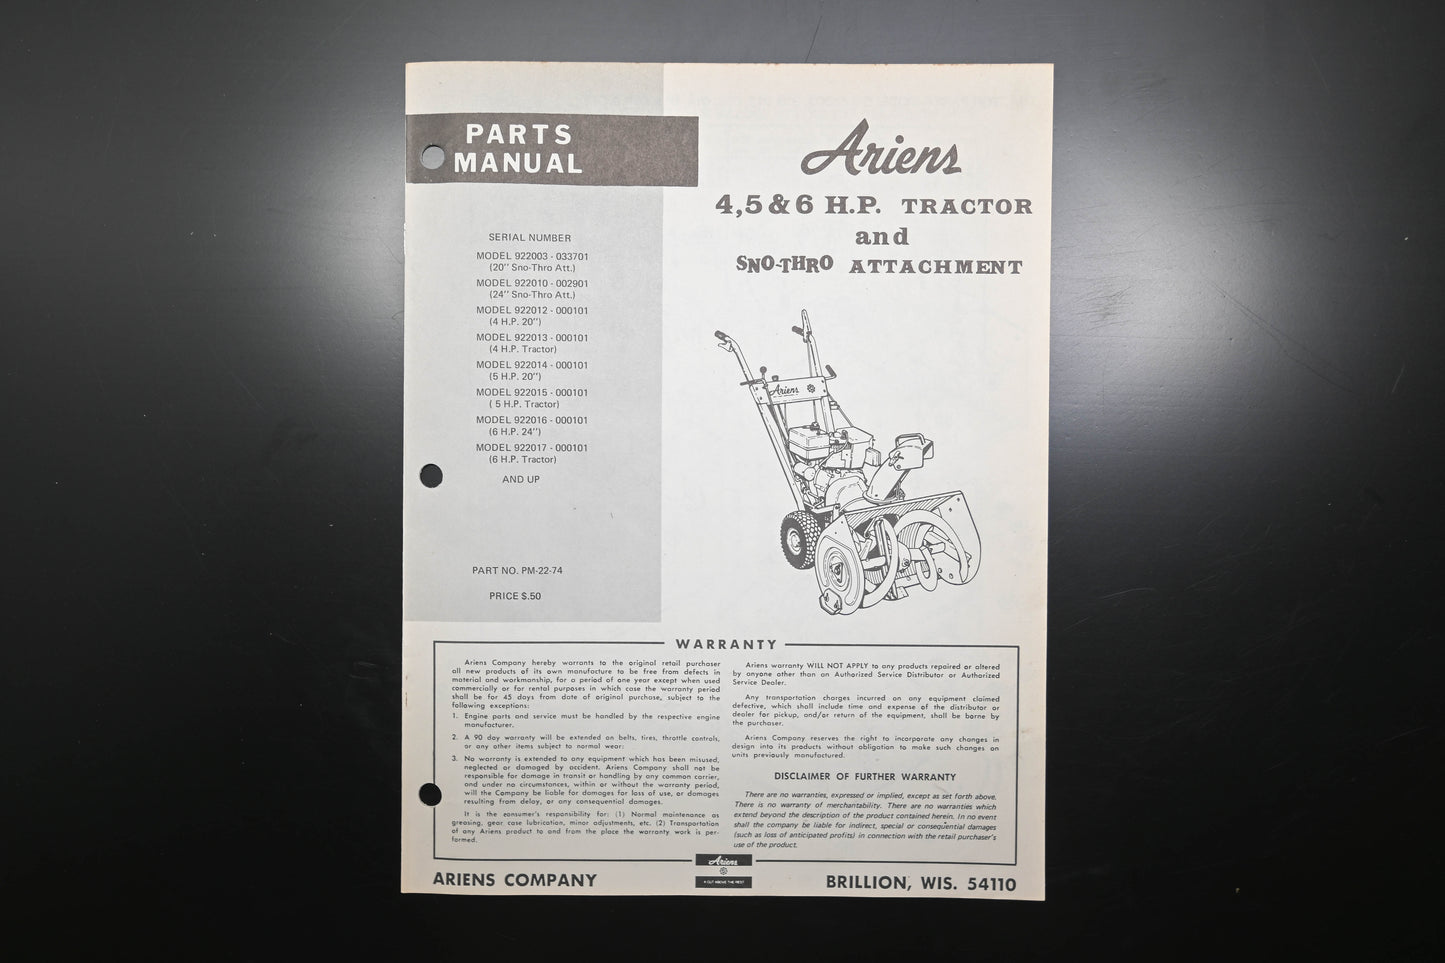 PARTS
MANUAL
SERIAL NUMBER
MODEL 922003 - 033701
(20" Sno-Thro Att.)
MODEL 922010 - 002901
(24" Sno-Thro Att.)
MODEL 922012 - 000101
(4 H.P. 20")
MODEL 922013 - 000101
(4 H.P. Tractor)
MODEL 922014 - 000101
(5 H.P. 20")
MODEL 922015 - 000101
( 5 H.P. Tractor)
MODEL 922016 - 000101
(6 H.P. 24")
MODEL 922017 - 000101
(6 H.P. Tractor)
AND UP
PART NO. PM-22-74
PRICE $.50
Ariens
4,5 & 6 H.P. TRACTOR
and
SNO-THRO ATTACHMENT
Ariens
WARRANTY
Ariens Company hereby warrants to the original retail purchaser
all new products of its own manufacture to be free from defects in
material and workmanship, for a period of one year except when used
commercially or for rental purposes in which case the warranty period
shall be for 45 days from date of original purchase, subject to the
following exceptions:
1. Engine parts and service must be handled by the respective engine
manufacturer.
2. A 90 day warranty will be extended on belts, tires, throttle controls,
or any other items subject to normal wear.
3. No warranty is extended to any equipment which has been misused,
neglected or damaged by accident. Ariens Company shall not be
responsible for damage in transit or handling by any common carrier,
and under no circumstances, within or without the warranty period,
will the Company be liable for damages for loss of use, or damages
resulting from delay, or any consequential damages.
It is the consumer's responsibility for: (1) Normal maintenance as
greasing, gear case lubrication, minor adjustments, etc. (2) Transportation
of any Ariens product to and from the place the warranty work is per-
formed.
Ariens warranty WILL NOT APPLY to any products repaired or altered
by anyone other than an Authorized Service Distributor or Authorized
Service Dealer.
Any transportation charges incurred on any equipment claimed
defective, which shall include time and expense of the distributor or
dealer for pickup, and/or return of the equipment, shall be borne by
the purchaser.
Ariens Company reserves the right to incorporate any changes in
design into its products without obligation to make such changes on
units previously manufactured.
DISCLAIMER OF FURTHER WARRANTY
There are no warranties, expressed or implied, except as set forth above.
There is no warranty of merchantability. There are no warranties which
extend beyond the description of the product contained herein. In no event
shall the company be liable for indirect, special or consequential damages
(such as loss of anticipated profits) in connection with the retail purchaser's
use of the product.
Ariens
A CUT ABOVE THE REST
ARIENS COMPANY
BRILLION, WIS. 54110